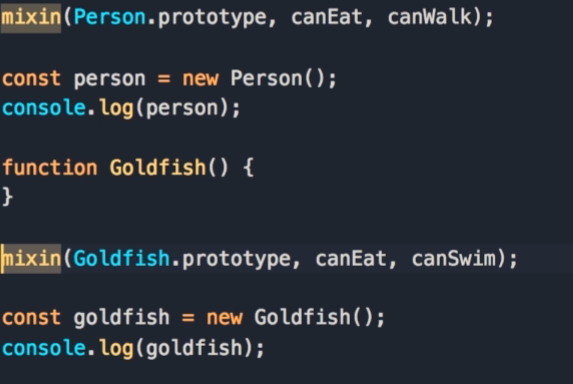 mixin(Person.prototype, canEat, canWalk);
const person = new Person();
console.log(person);
function Goldfish() {
}
mixin(Goldfish.prototype, canEat, canSwim);
const goldfish = new Goldfish();
console.log(goldfish);